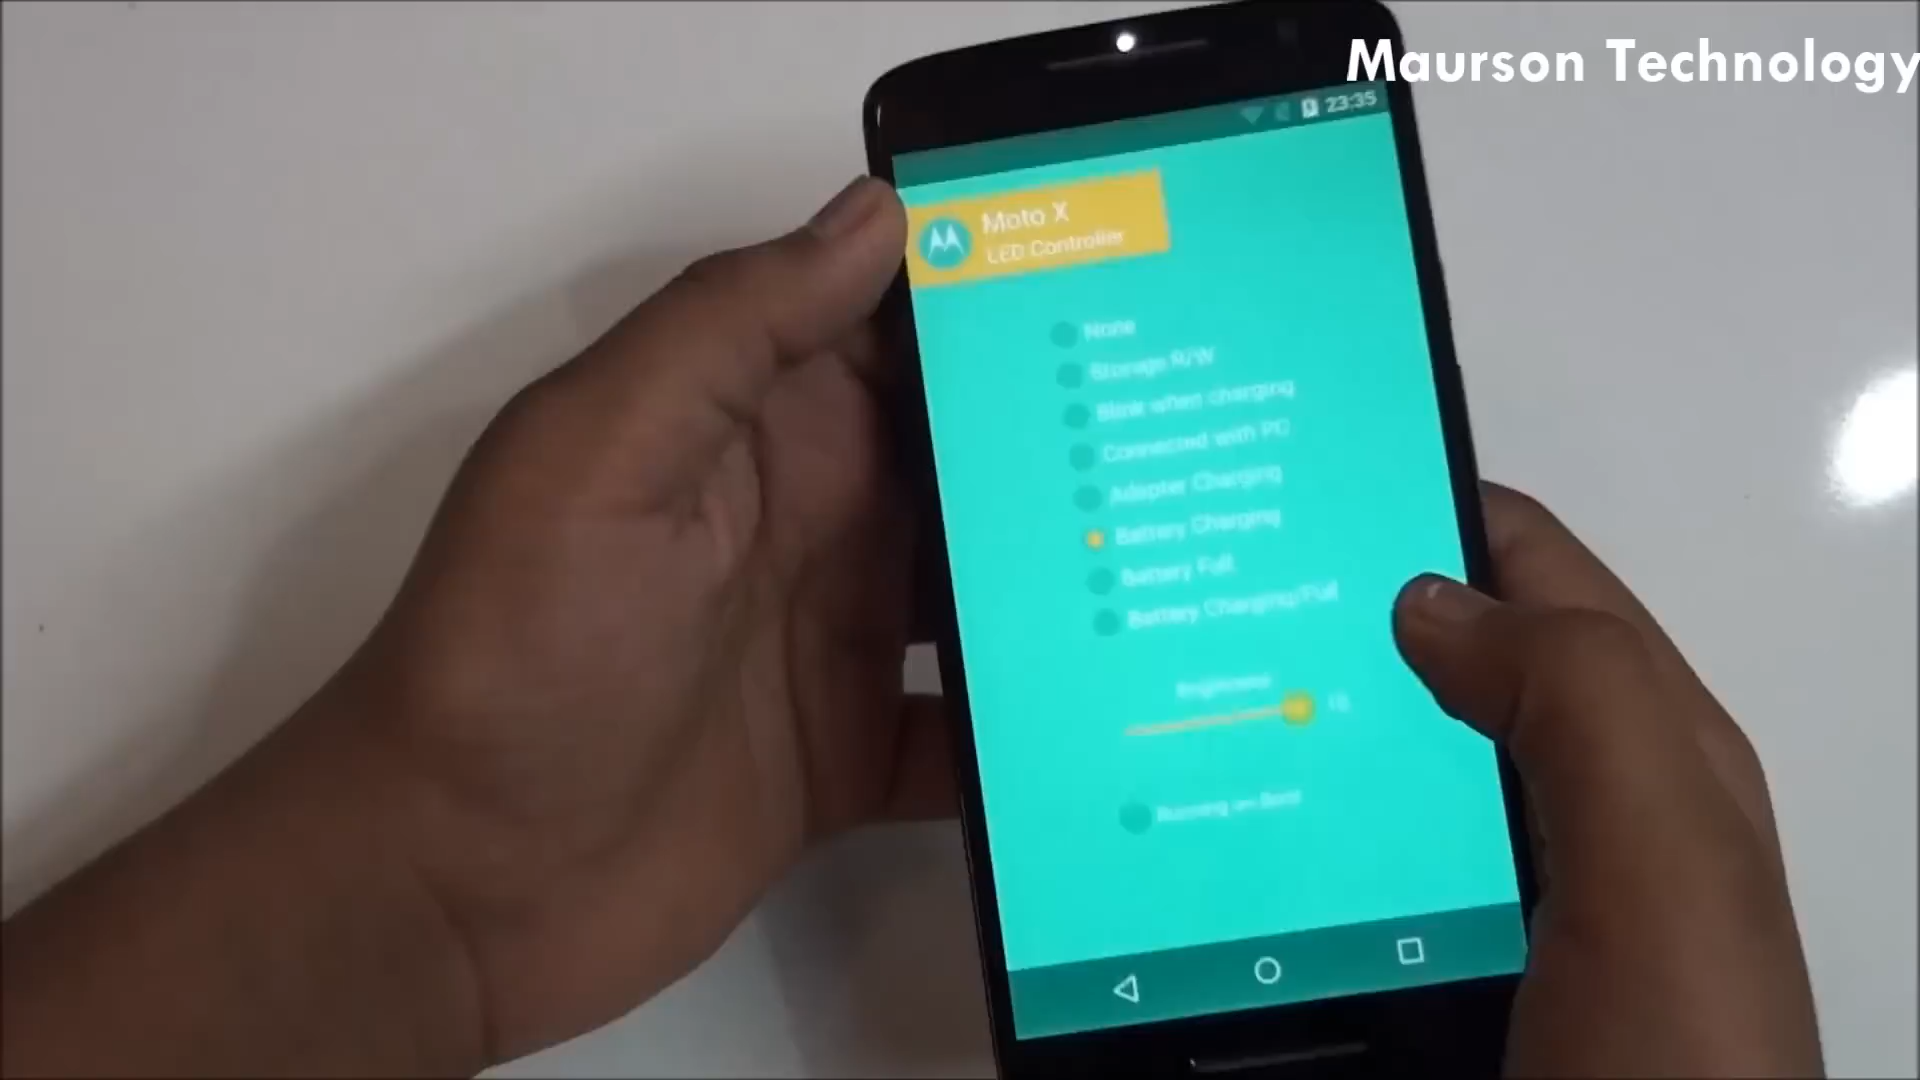 Maurson Technology
23:35
Moto X
LED Controller
None
Storage R/W
Blink when charging
Connected with PC
Adapter Charging
Battery Charging
Battery Full
Battery Charging/Full
Brightness
Running on Boot